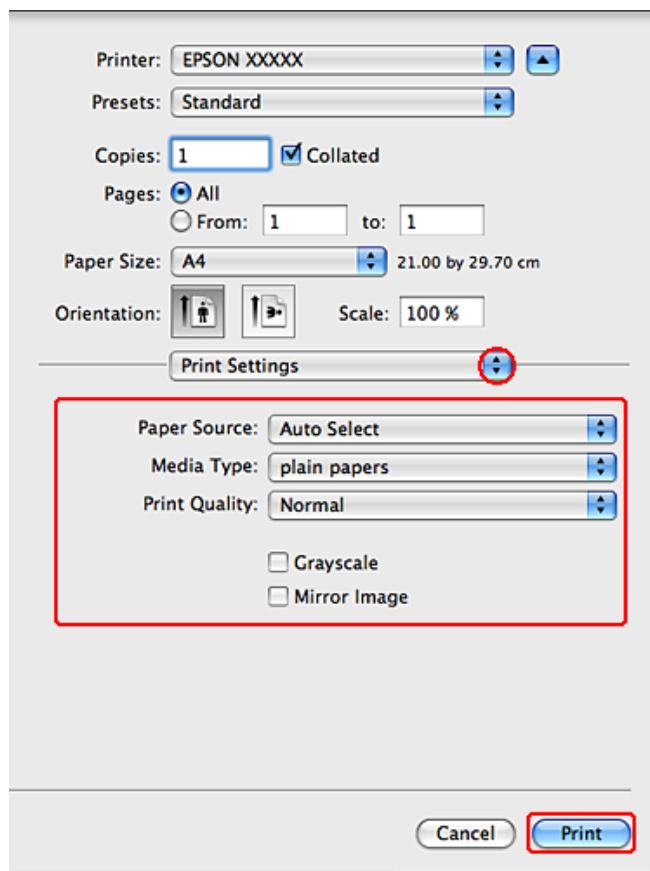 Printer: EPSON XXXXX
Presets: Standard
Copies: 1 Collated
Pages: All
From: 1 to: 1
Paper Size: A4 21.00 by 29.70 cm
Orientation: Scale: 100 %
Print Settings
Paper Source: Auto Select
Media Type: plain papers
Print Quality: Normal
Grayscale
Mirror Image
Cancel Print